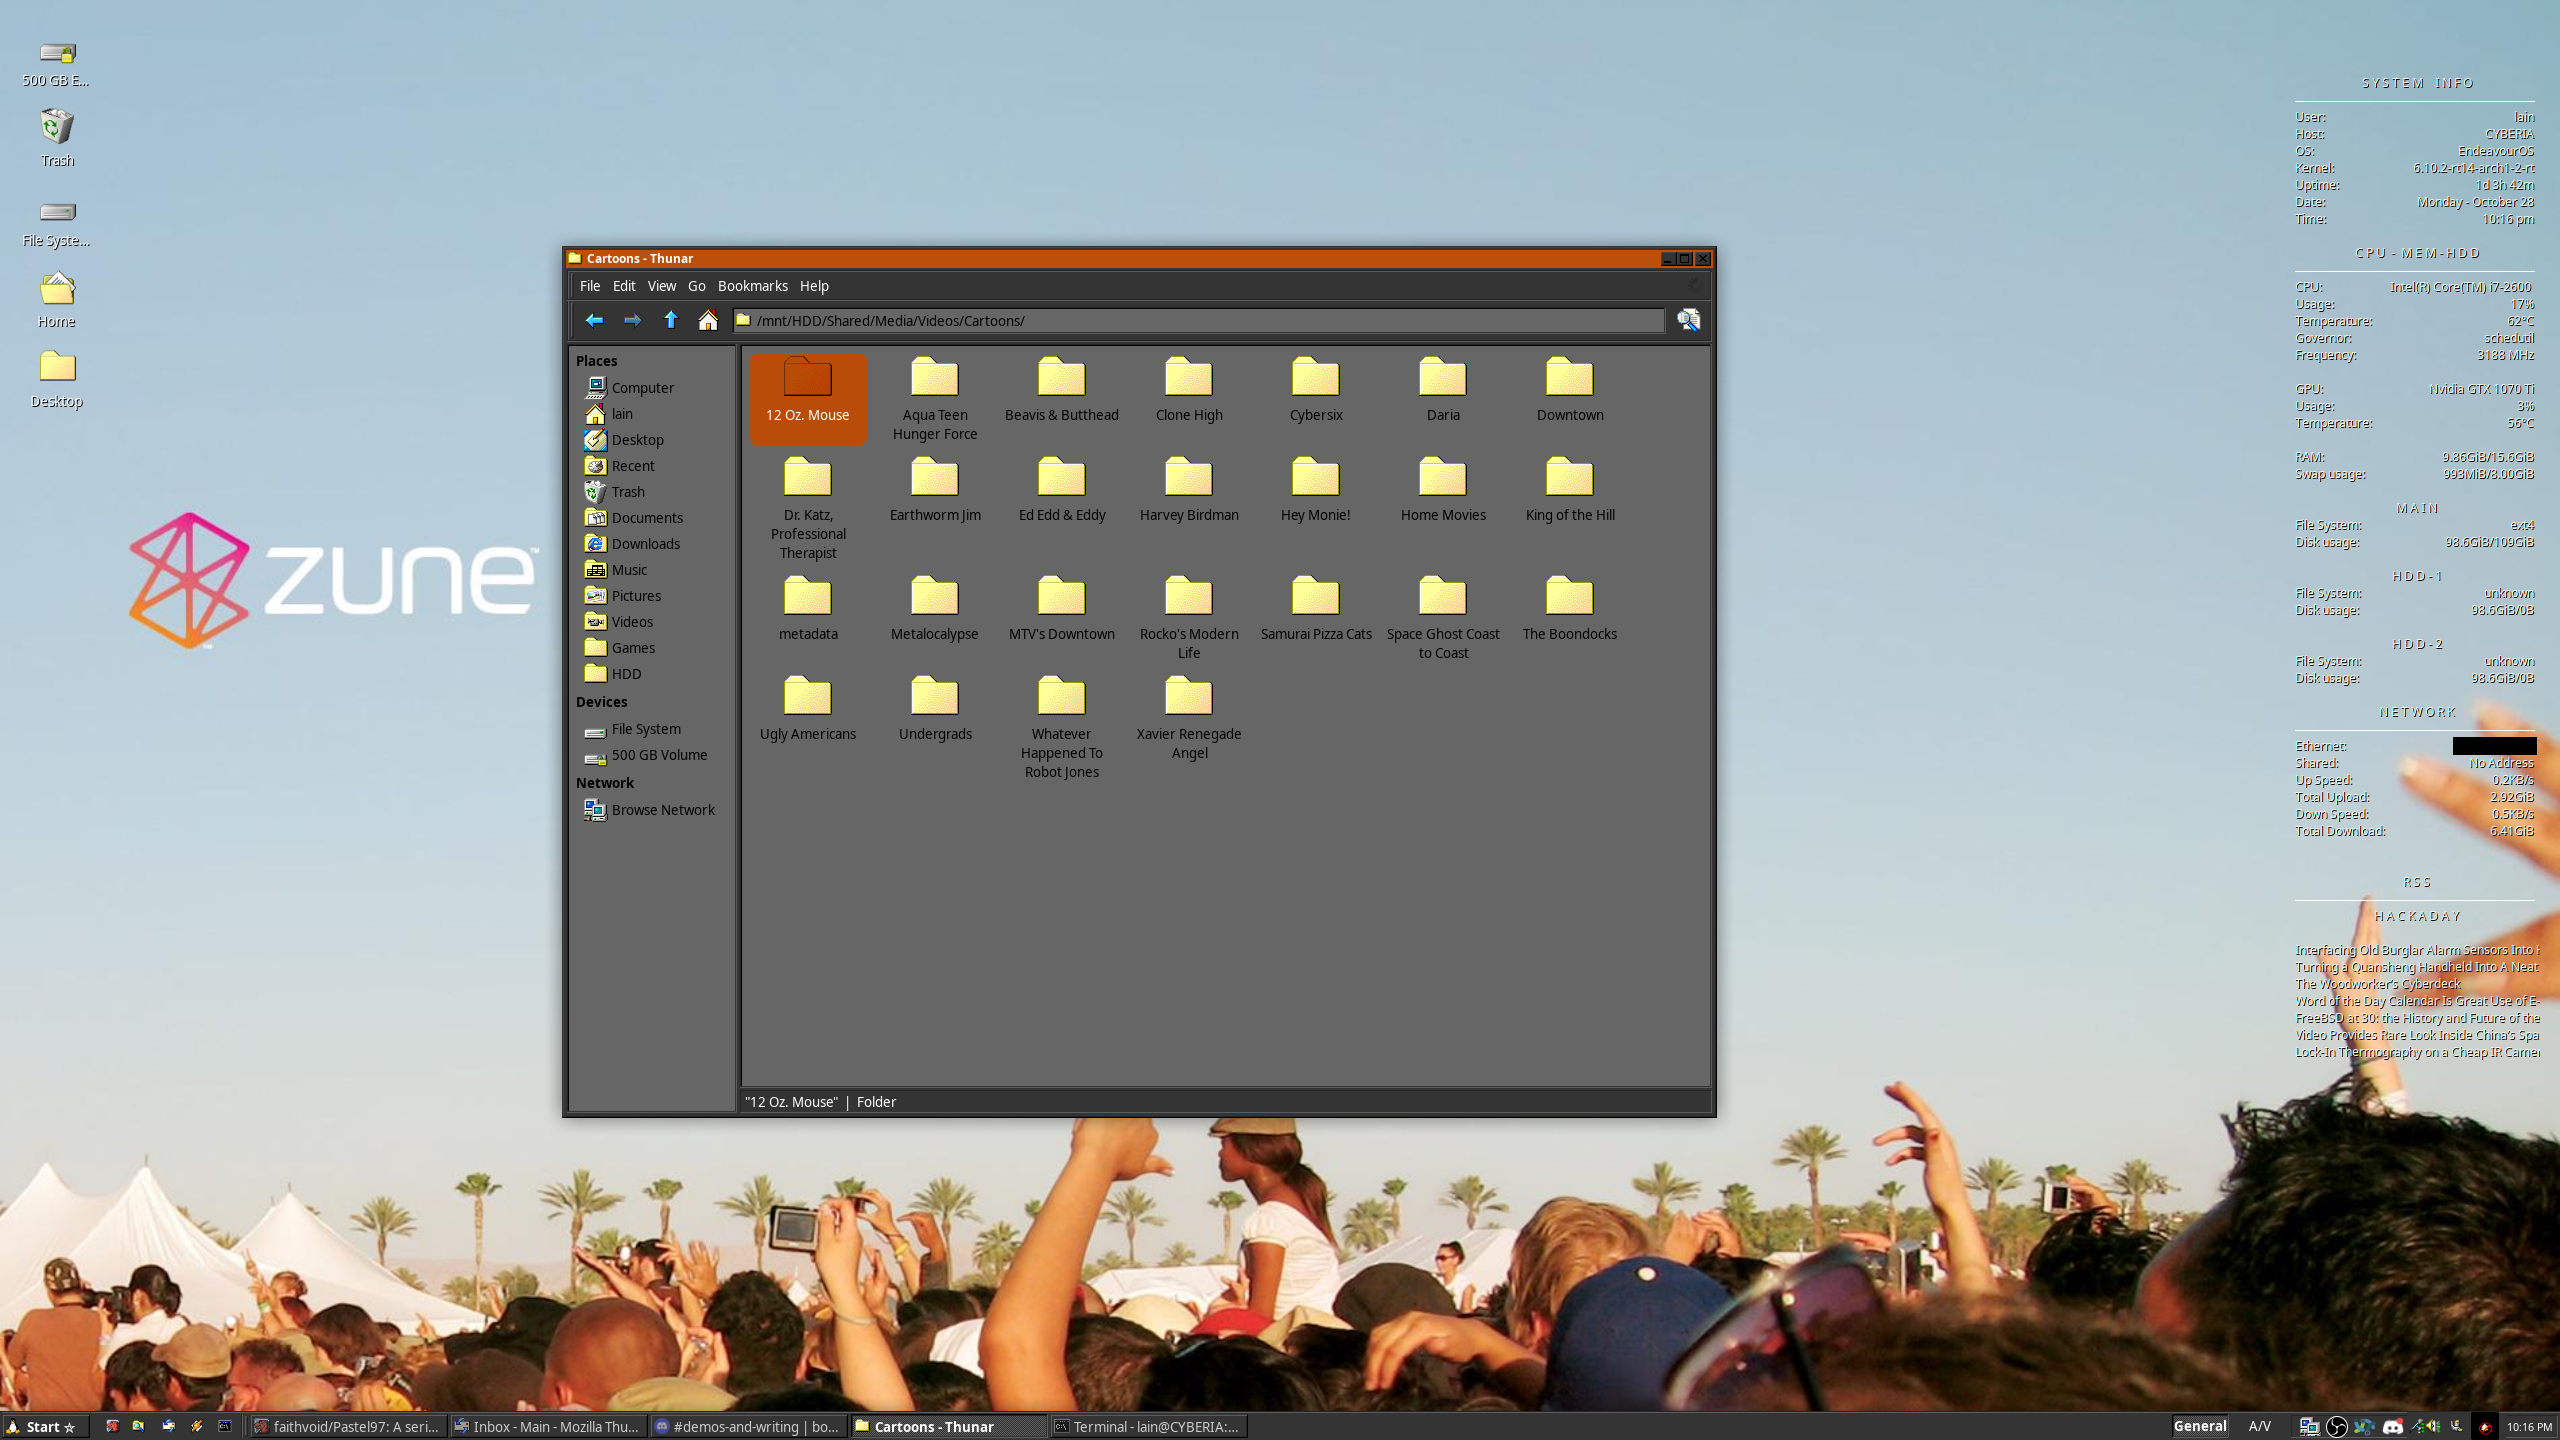 500 GB E...
Trash
File Syste...
Home
Desktop
zune™
Cartoons - Thunar
File Edit View Go Bookmarks Help
/mnt/HDD/Shared/Media/Videos/Cartoons/
Places
Computer
lain
Desktop
Recent
Trash
Documents
Downloads
Music
Pictures
Videos
Games
HDD
Devices
File System
500 GB Volume
Network
Browse Network
12 Oz. Mouse
Aqua Teen
Hunger Force
Beavis & Butthead
Clone High
Cybersix
Daria
Downtown
Dr. Katz,
Professional
Therapist
Earthworm Jim
Ed Edd & Eddy
Harvey Birdman
Hey Monie!
Home Movies
King of the Hill
metadata
Metalocalypse
MTV's Downtown
Rocko's Modern
Life
Samurai Pizza Cats
Space Ghost Coast
to Coast
The Boondocks
Ugly Americans
Undergrads
Whatever
Happened To
Robot Jones
Xavier Renegade
Angel
"12 Oz. Mouse" | Folder
SYSTEM INFO
User: lain
Host: CYBERIA
OS: EndeavourOS
Kernel: 6.10.2-rt14-arch1-2-rt
Uptime: 1d 3h 42m
Date: Monday - October 28
Time: 10:16 pm
CPU-MEM-HDD
CPU: Intel(R) Core(TM) i7-2600
Usage: 17%
Temperature: 62°C
Governor: schedutil
Frequency: 3188 MHz
GPU: Nvidia GTX 1070 Ti
Usage: 3%
Temperature: 56°C
RAM: 9.86GiB/15.6GiB
Swap usage: 993MiB/8.00GiB
MAIN
File System: ext4
Disk usage: 98.6GiB/109GiB
HDD-1
File System: unknown
Disk usage: 98.6GiB/0B
HDD-2
File System: unknown
Disk usage: 98.6GiB/0B
NETWORK
Ethernet:
Shared: No Address
Up Speed: 0.2KB/s
Total Upload: 2.92GiB
Down Speed: 0.5KB/s
Total Download: 6.41GiB
RSS
HACKADAY
Interfacing Old Burglar Alarm Sensors Into
Turning a Quansheng Handheld Into A Neat
The Woodworker's Cyberdeck
Word of the Day Calendar Is Great Use of E-
FreeBSD at 30: the History and Future of the
Video Provides Rare Look Inside China's Spa
Lock-In Thermography on a Cheap IR Camer
Start ☆
faithvoid/Pastel97: A seri...
Inbox - Main - Mozilla Thu...
#demos-and-writing | bo...
Cartoons - Thunar
Terminal - lain@CYBERIA:...
General
A/V
10:16 PM